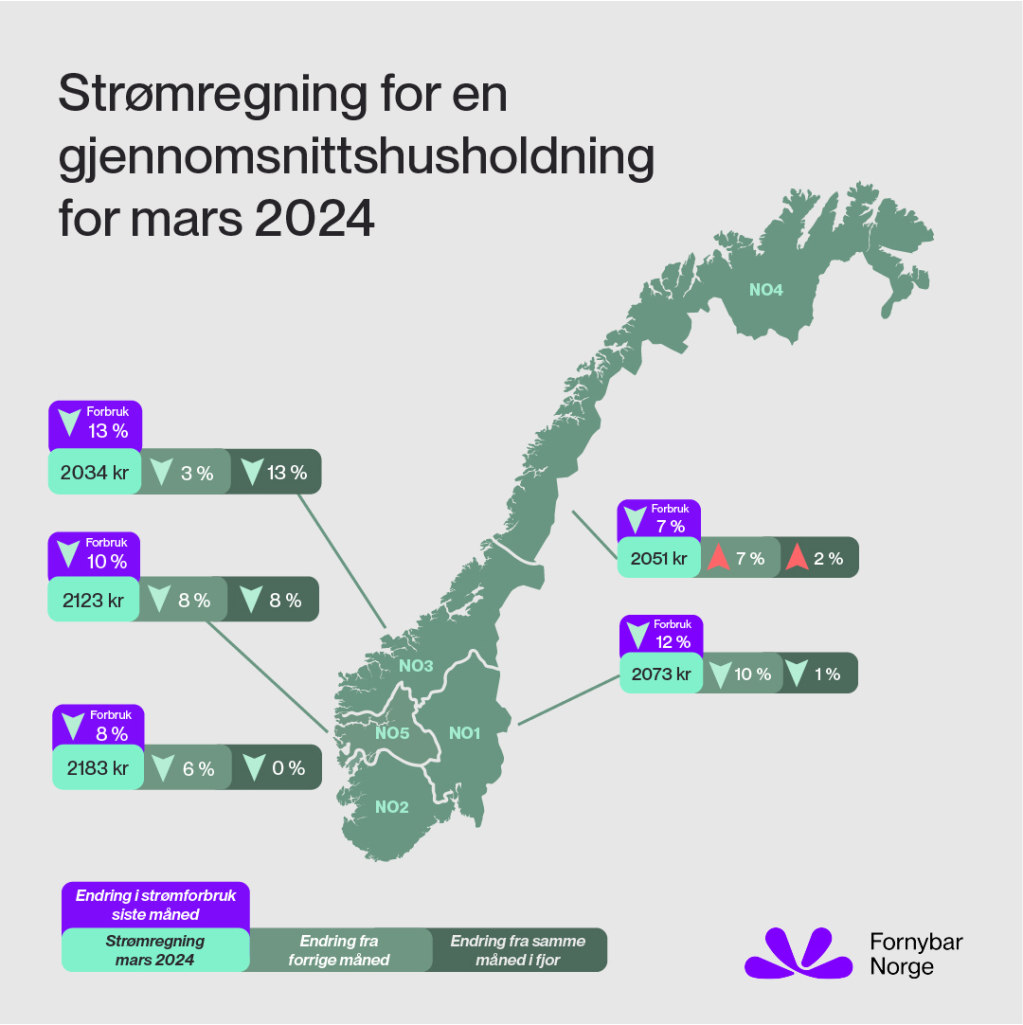 Strømregning for en
gjennomsnittshusholdning
for mars 2024
NO4
Forbruk
13 %
2034 kr
3 %
13 %
Forbruk
10 %
2123 kr
8 %
8 %
Forbruk
7 %
2051 kr
7 %
2 %
Forbruk
12 %
2073 kr
10 %
1 %
NO3
NO5
NO1
NO2
Forbruk
8 %
2183 kr
6 %
0 %
Endring i strømforbruk
siste måned
Strømregning
mars 2024
Endring fra
forrige måned
Endring fra samme
måned i fjor
Fornybar
Norge